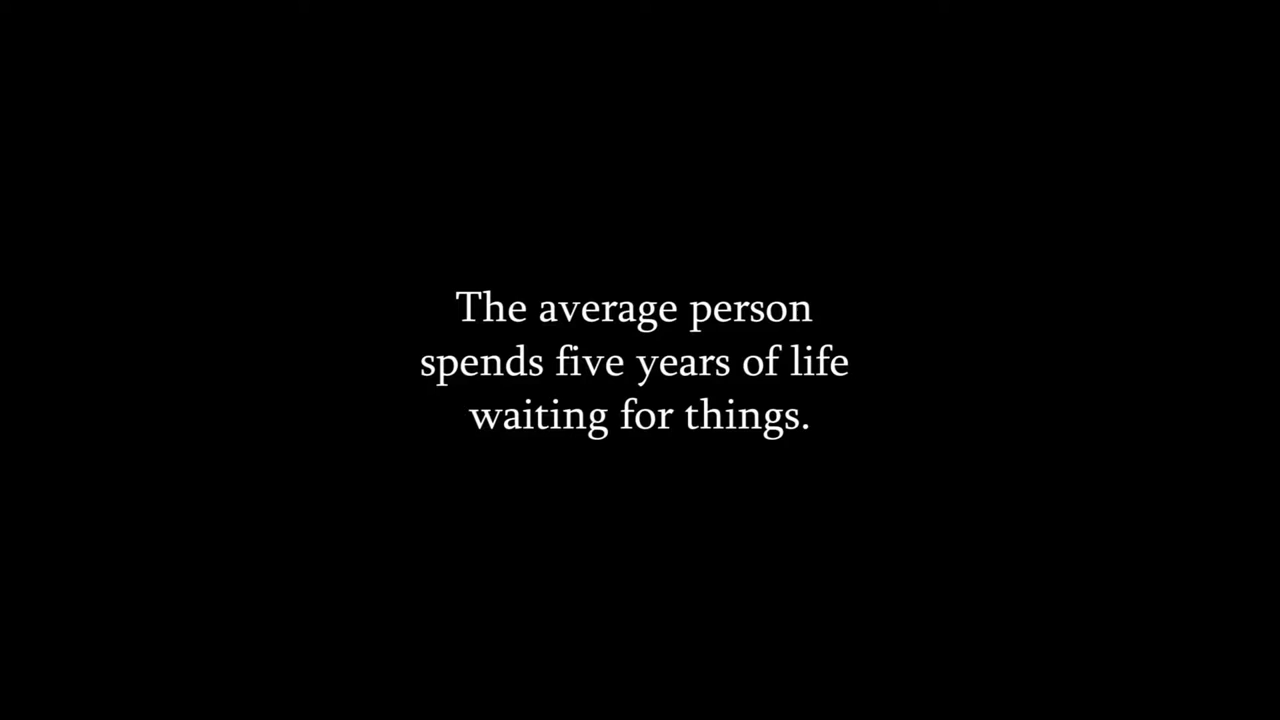 The average person
spends five years of life
waiting for things.